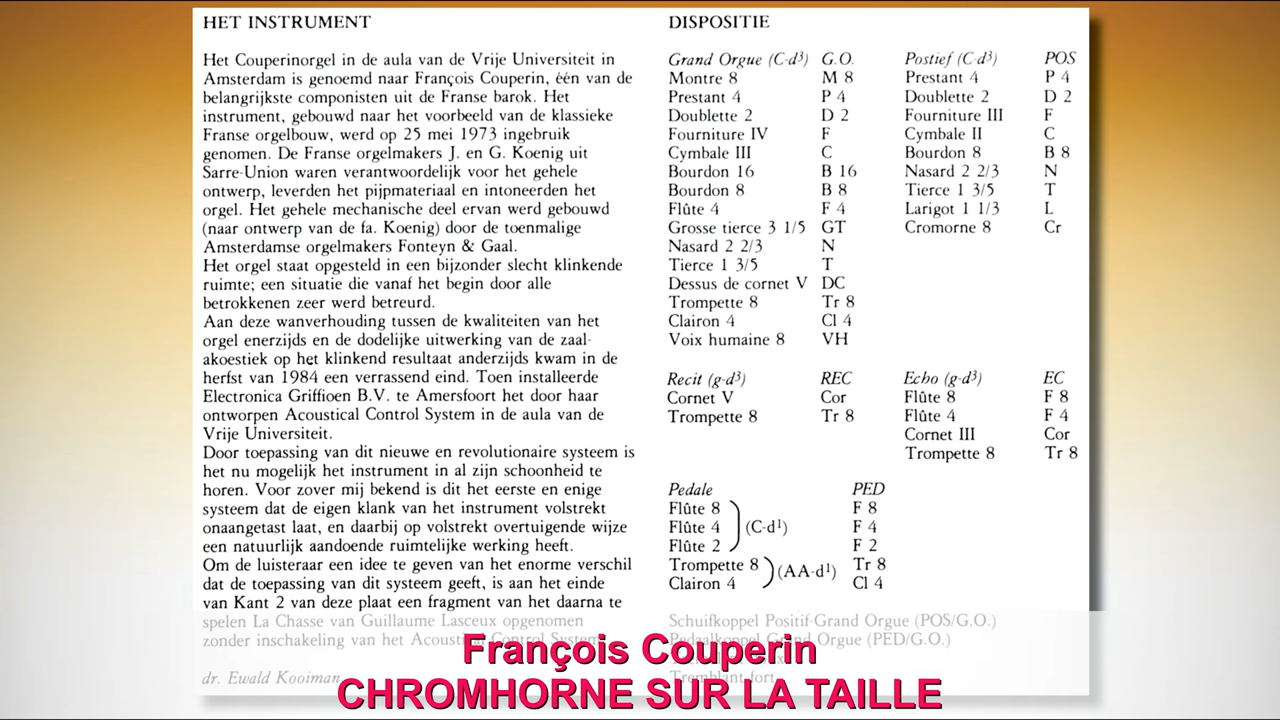 HET INSTRUMENT
Het Couperinorgel in de aula van de Vrije Universiteit in
Amsterdam is genoemd naar François Couperin, één van de
belangrijkste componisten uit de Franse barok. Het
instrument, gebouwd naar het voorbeeld van de klassieke
Franse orgelbouw, werd op 25 mei 1973 ingebruik
genomen. De Franse orgelmakers J. en G. Koenig uit
Sarre-Union waren verantwoordelijk voor het gehele
ontwerp, leverden het pijpmateriaal en intoneerden het
orgel. Het gehele mechanische deel ervan werd gebouwd
(naar ontwerp van de fa. Koenig) door de toenmalige
Amsterdamse orgelmakers Fonteyn & Gaal.
Het orgel staat opgesteld in een bijzonder slecht klinkende
ruimte; een situatie die vanaf het begin door alle
betrokkenen zeer werd betreurd.
Aan deze wanverhouding tussen de kwaliteiten van het
orgel enerzijds en de dodelijke uitwerking van de zaal-
akoestiek op het klinkend resultaat anderzijds kwam in de
herfst van 1984 een verrassend eind. Toen installeerde
Electronica Griffioen B.V. te Amersfoort het door haar
ontworpen Acoustical Control System in de aula van de
Vrije Universiteit.
Door toepassing van dit nieuwe en revolutionaire systeem is
het nu mogelijk het instrument in al zijn schoonheid te
horen. Voor zover mij bekend is dit het eerste en enige
systeem dat de eigen klank van het instrument volstrekt
onaangetast laat, en daarbij op volstrekt overtuigende wijze
een natuurlijk aandoende ruimtelijke werking heeft.
Om de luisteraar een idee te geven van het enorme verschil
dat de toepassing van dit systeem geeft, is aan het einde
van Kant 2 van deze plaat een fragment van het daarna te
spelen La Chasse van Guillaume Lasceux opgenomen
zonder inschakeling van het Acoustical Control System.
dr. Ewald Kooiman
DISPOSITIE
Grand Orgue (C-d³) G.O.
Montre 8 M 8
Prestant 4 P 4
Doublette 2 D 2
Fourniture IV F
Cymbale III C
Bourdon 16 B 16
Bourdon 8 B 8
Flûte 4 F 4
Grosse tierce 3 1/5 GT
Nasard 2 2/3 N
Tierce 1 3/5 T
Dessus de cornet V DC
Trompette 8 Tr 8
Clairon 4 Cl 4
Voix humaine 8 VH
Postief (C-d³) POS
Prestant 4 P 4
Doublette 2 D 2
Fourniture III F
Cymbale II C
Bourdon 8 B 8
Nasard 2 2/3 N
Tierce 1 3/5 T
Larigot 1 1/3 L
Cromorne 8 Cr
Recit (g-d³) REC
Cornet V Cor
Trompette 8 Tr 8
Echo (g-d³) EC
Flûte 8 F 8
Flûte 4 F 4
Cornet III Cor
Trompette 8 Tr 8
Pedale PED
Flûte 8 F 8
Flûte 4 (C-d¹) F 4
Flûte 2 F 2
Trompette 8 (AA-d¹) Tr 8
Clairon 4 Cl 4
Schuifkoppel Positif-Grand Orgue (POS/G.O.)
Pedaalkoppel Grand Orgue (PED/G.O.)
Tremblant fort
François Couperin
CHROMHORNE SUR LA TAILLE